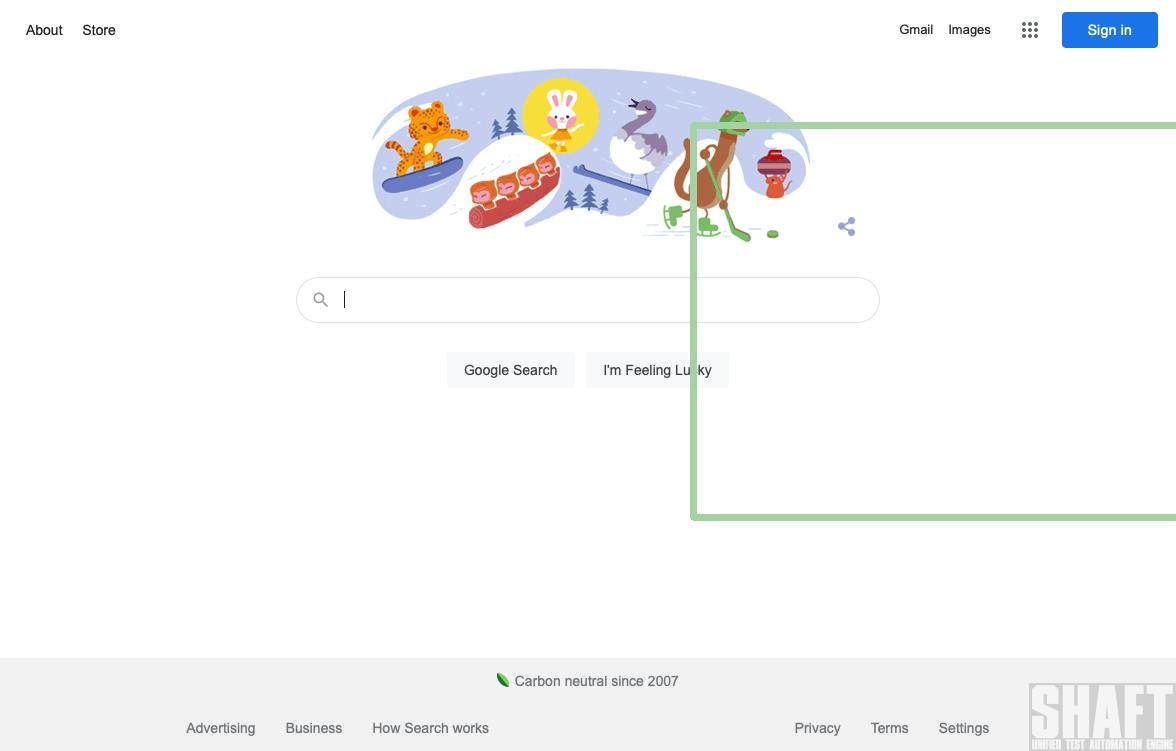 About Store
Gmail Images
Sign in
Google Search
I'm Feeling Lucky
Carbon neutral since 2007
Advertising Business How Search works
Privacy Terms Settings
SHAFT
UNIFIED TEST AUTOMATION ENGINE